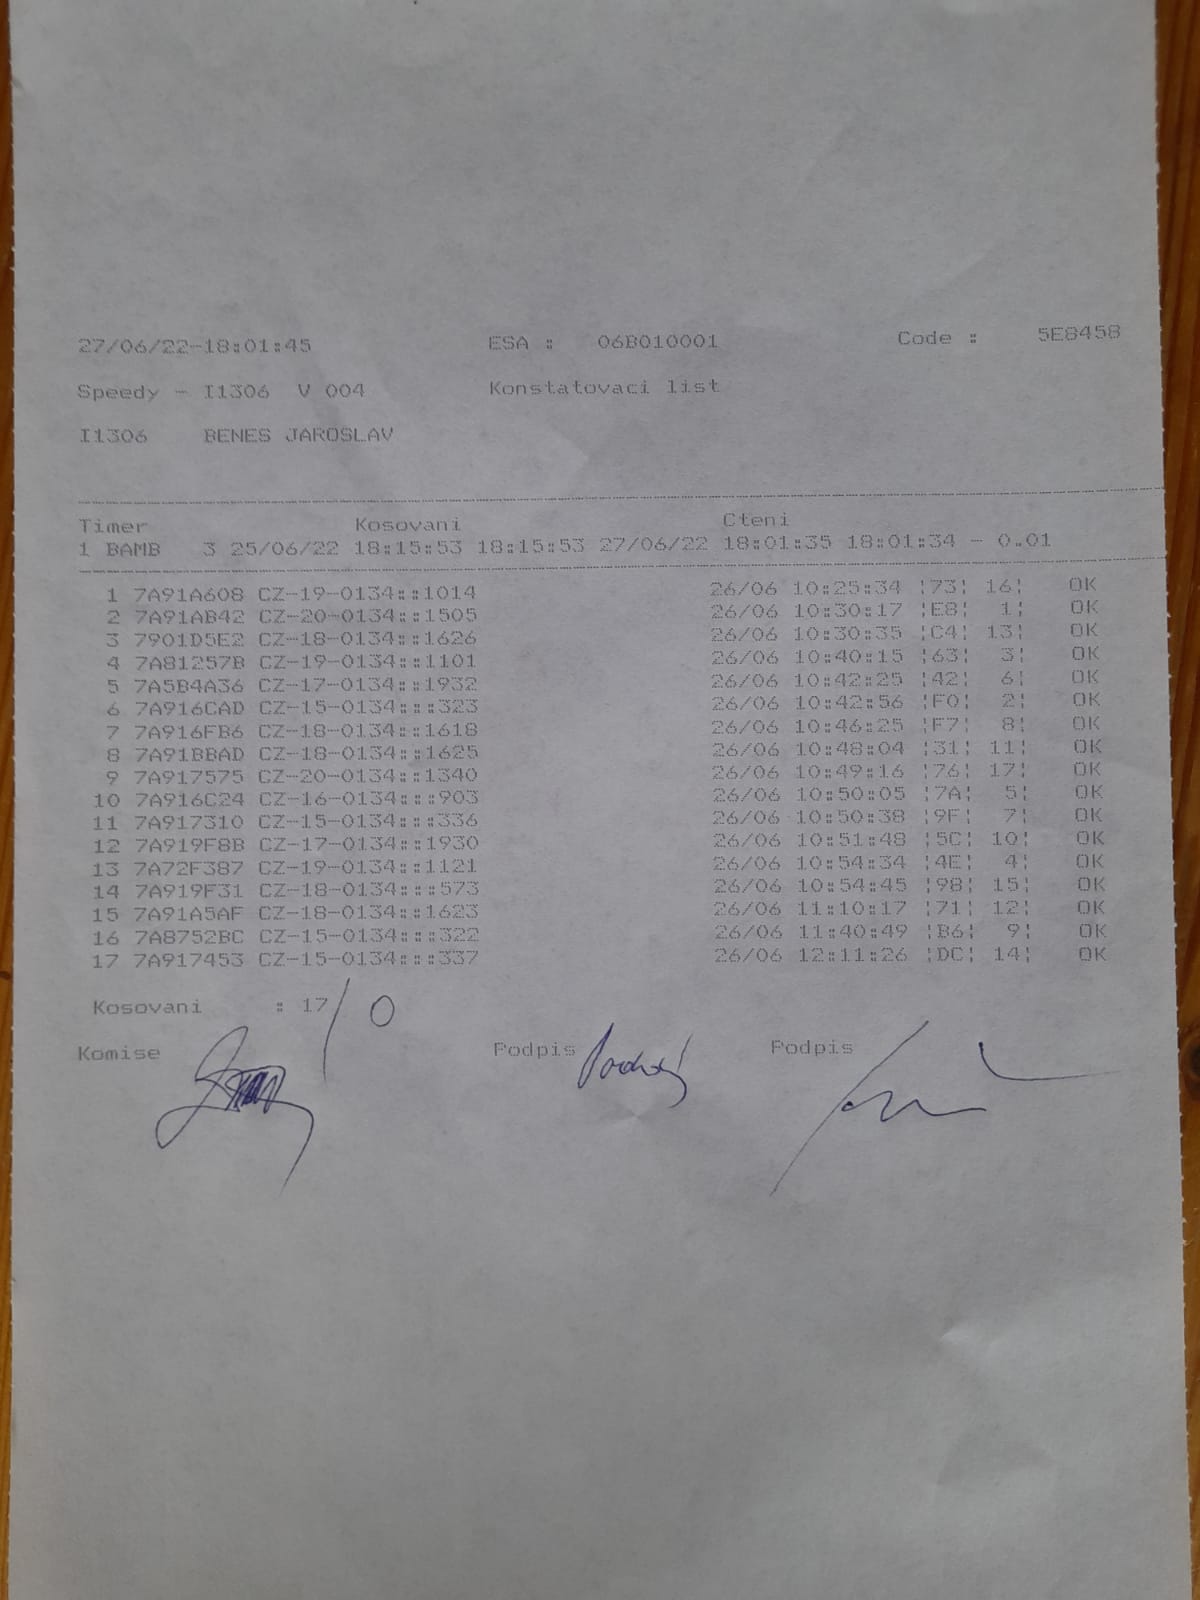 27/06/22-18:01:45 ESA : 06B010001 Code : 5E8458
Speedy - I1306 V 004 Konstatovaci list
I1306 BENES JAROSLAV
Timer Kosovani Cteni
1 BAMB 3 25/06/22 18:15:53 18:15:53 27/06/22 18:01:35 18:01:34 - 0.01
1 7A91A608 CZ-19-0134:::1014 26/06 10:25:34 ¦73¦ 16¦ OK
2 7A91AB42 CZ-20-0134:::1505 26/06 10:30:17 ¦E8¦ 1¦ OK
3 7901D5E2 CZ-18-0134:::1626 26/06 10:30:35 ¦C4¦ 13¦ OK
4 7A81257B CZ-19-0134:::1101 26/06 10:40:15 ¦63¦ 3¦ OK
5 7A5B4A36 CZ-17-0134:::1932 26/06 10:42:25 ¦42¦ 6¦ OK
6 7A916CAD CZ-15-0134::::323 26/06 10:42:56 ¦F0¦ 2¦ OK
7 7A916FB6 CZ-18-0134:::1618 26/06 10:46:25 ¦F7¦ 8¦ OK
8 7A91BBAD CZ-18-0134:::1625 26/06 10:48:04 ¦31¦ 11¦ OK
9 7A917575 CZ-20-0134:::1340 26/06 10:49:16 ¦76¦ 17¦ OK
10 7A916C24 CZ-16-0134::::903 26/06 10:50:05 ¦7A¦ 5¦ OK
11 7A917310 CZ-15-0134::::336 26/06 10:50:38 ¦9F¦ 7¦ OK
12 7A919F8B CZ-17-0134:::1930 26/06 10:51:48 ¦5C¦ 10¦ OK
13 7A72F387 CZ-19-0134:::1121 26/06 10:54:34 ¦4E¦ 4¦ OK
14 7A919F31 CZ-18-0134::::573 26/06 10:54:45 ¦98¦ 15¦ OK
15 7A91A5AF CZ-18-0134:::1623 26/06 11:10:17 ¦71¦ 12¦ OK
16 7A8752BC CZ-15-0134::::322 26/06 11:40:49 ¦B6¦ 9¦ OK
17 7A917453 CZ-15-0134::::337 26/06 12:11:26 ¦DC¦ 14¦ OK
Kosovani : 17 / 0
Komise Podpis Podpis